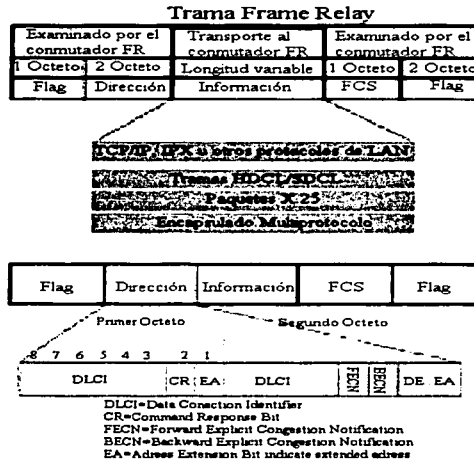 Trama Frame Relay
Examinado por el conmutador FR
Transporte al conmutador FR
Examinado por el conmutador FR
1 Octeto 2 Octeto Longitud variable 1 Octeto 2 Octeto
Flag Dirección Información FCS Flag
TCP/IP, IPX u otros protocolos de LAN
Tramas HDCL/SDCL
Paquetes X.25
Encapsulado Multiprotocolo
Flag Dirección Información FCS Flag
Primer Octeto Segundo Octeto
8 7 6 5 4 3 2 1
DLCI CR EA DLCI FECN BECN DE EA
DLCI=Data Conection Identifier
CR=Command Response Bit
FECN=Forward Explicit Congestion Notification
BECN=Backward Explicit Congestion Notification
EA=Adress Extension Bit indicate extended adress